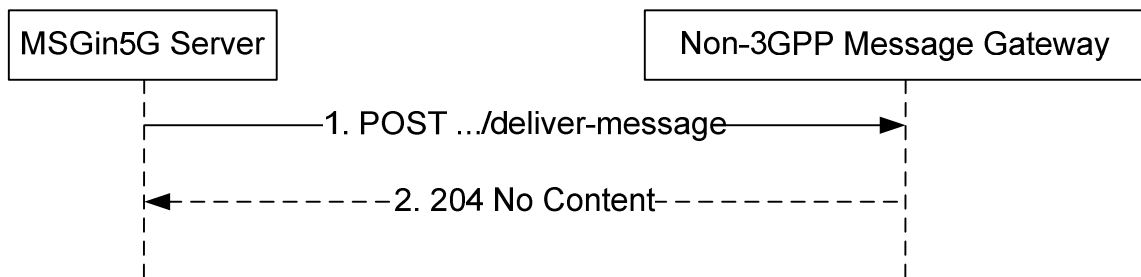 MSGin5G Server
Non-3GPP Message Gateway
1. POST .../deliver-message
2. 204 No Content